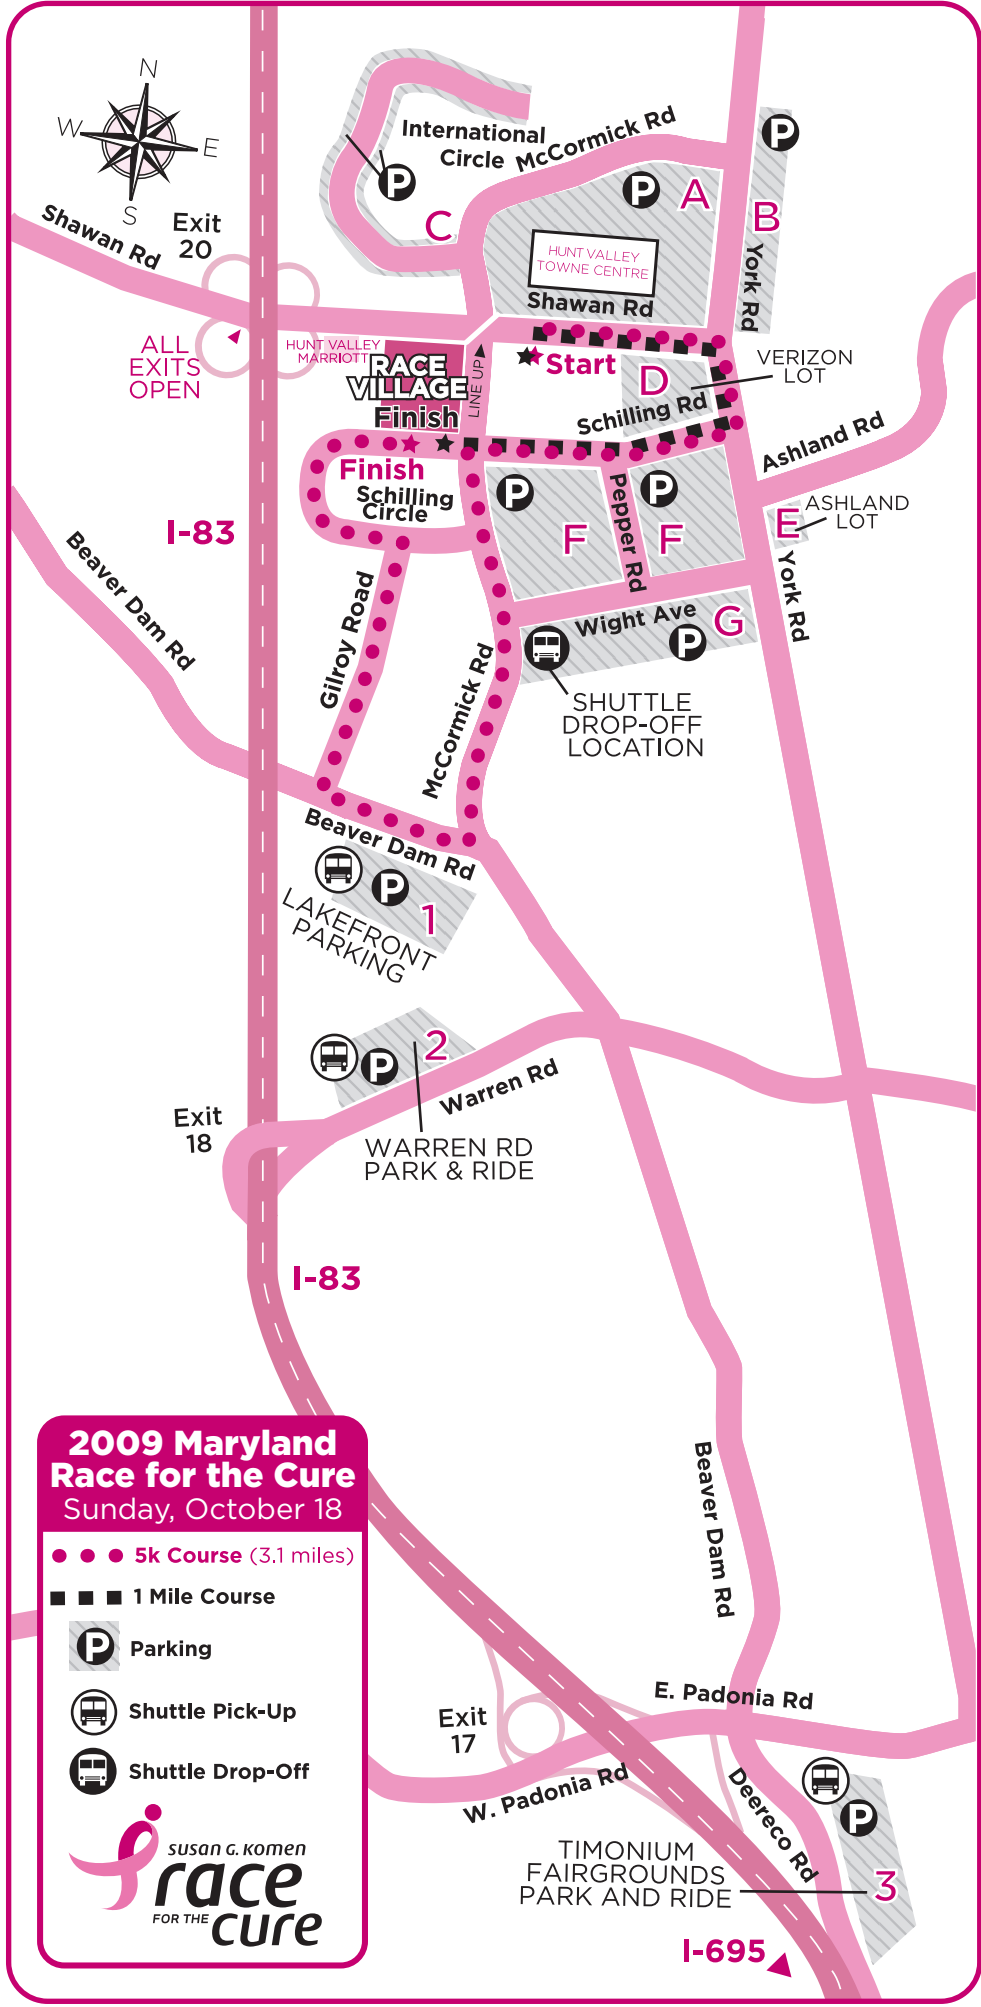 N
W
E
S
Shawan Rd
Exit
20
ALL
EXITS
OPEN
International
Circle
McCormick Rd
P
C
P
A
P
B
HUNT VALLEY
TOWNE CENTRE
Shawan Rd
York Rd
HUNT VALLEY
MARRIOTT
RACE
VILLAGE
Finish
LINE UP
Start
D
VERIZON
LOT
Schilling Rd
Ashland Rd
Finish
Schilling
Circle
P
F
Pepper Rd
P
F
E
ASHLAND
LOT
York Rd
I-83
Beaver Dam Rd
Gilroy Road
McCormick Rd
Wight Ave
G
P
SHUTTLE
DROP-OFF
LOCATION
Beaver Dam Rd
P
1
LAKEFRONT
PARKING
P
2
Warren Rd
Exit
18
WARREN RD
PARK & RIDE
I-83
Beaver Dam Rd
2009 Maryland
Race for the Cure
Sunday, October 18
5k Course (3.1 miles)
1 Mile Course
P Parking
Shuttle Pick-Up
Shuttle Drop-Off
SUSAN G. KOMEN
race
FOR THE cure
Exit
17
E. Padonia Rd
W. Padonia Rd
Deereco Rd
P
TIMONIUM
FAIRGROUNDS
PARK AND RIDE
3
I-695